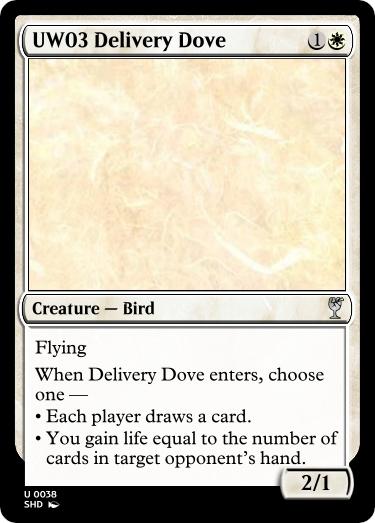 UW03 Delivery Dove 1
Creature — Bird
Flying
When Delivery Dove enters, choose
one —
• Each player draws a card.
• You gain life equal to the number of
cards in target opponent's hand.
2/1
U 0038
SHD